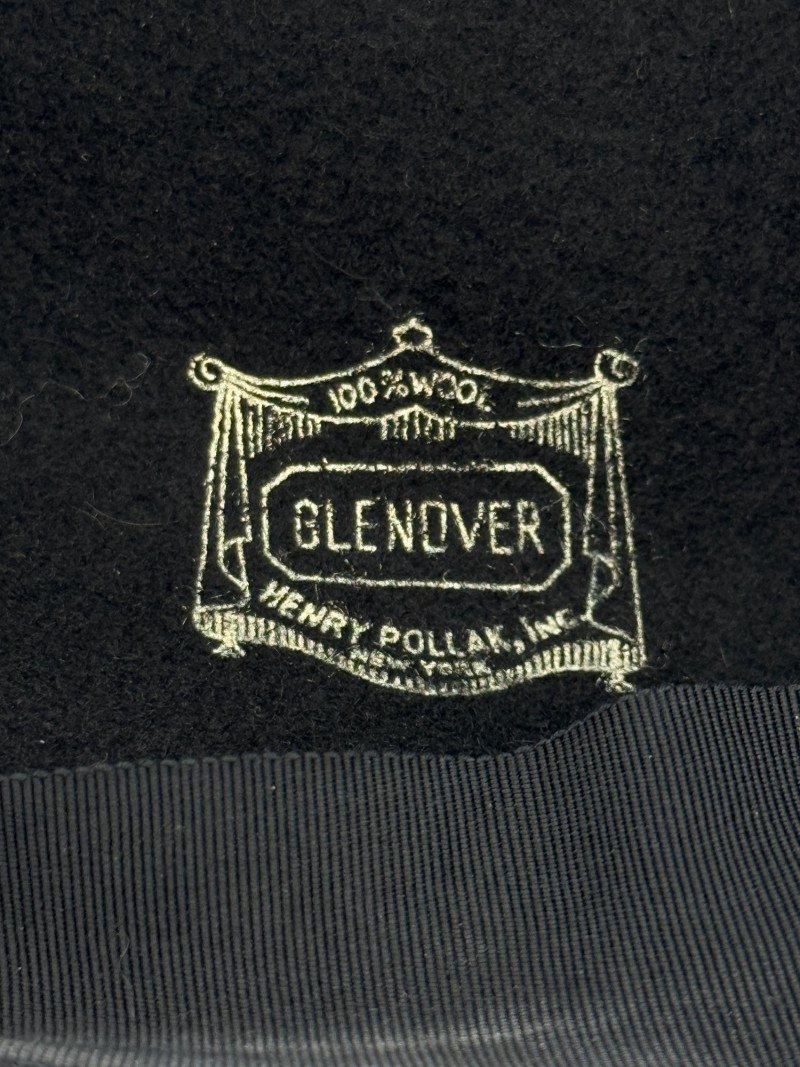 100% WOOL
GLENOVER
HENRY POLLAK, INC.
NEW YORK